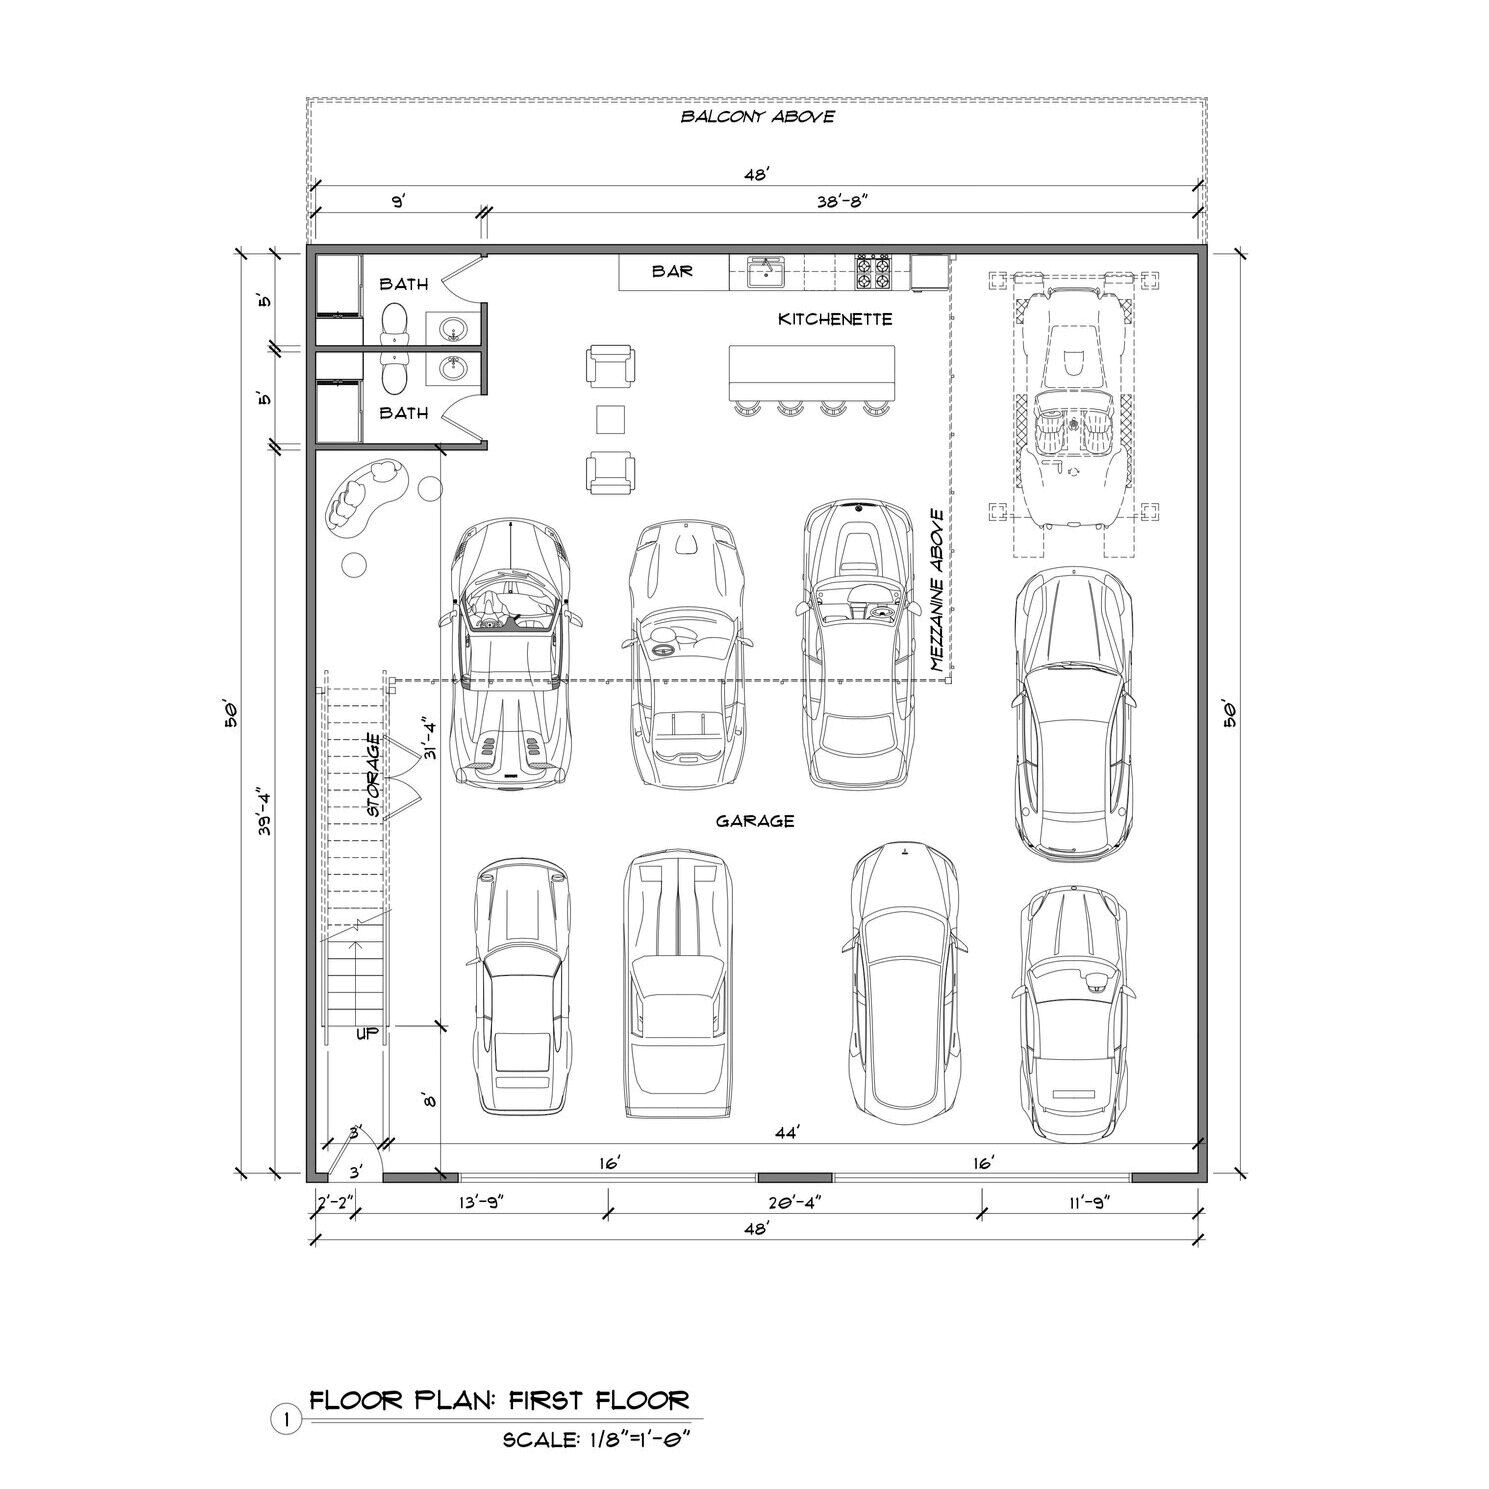 BALCONY ABOVE
48'
9'
38'-8"
BATH
BAR
5'
KITCHENETTE
5'
BATH
MEZZANINE ABOVE
50'
50'
STORAGE
31'-4"
39'-4"
GARAGE
UP
8'
3'
44'
3'
16'
16'
2'-2"
13'-9"
20'-4"
11'-9"
48'
1
FLOOR PLAN: FIRST FLOOR
SCALE: 1/8"=1'-0"